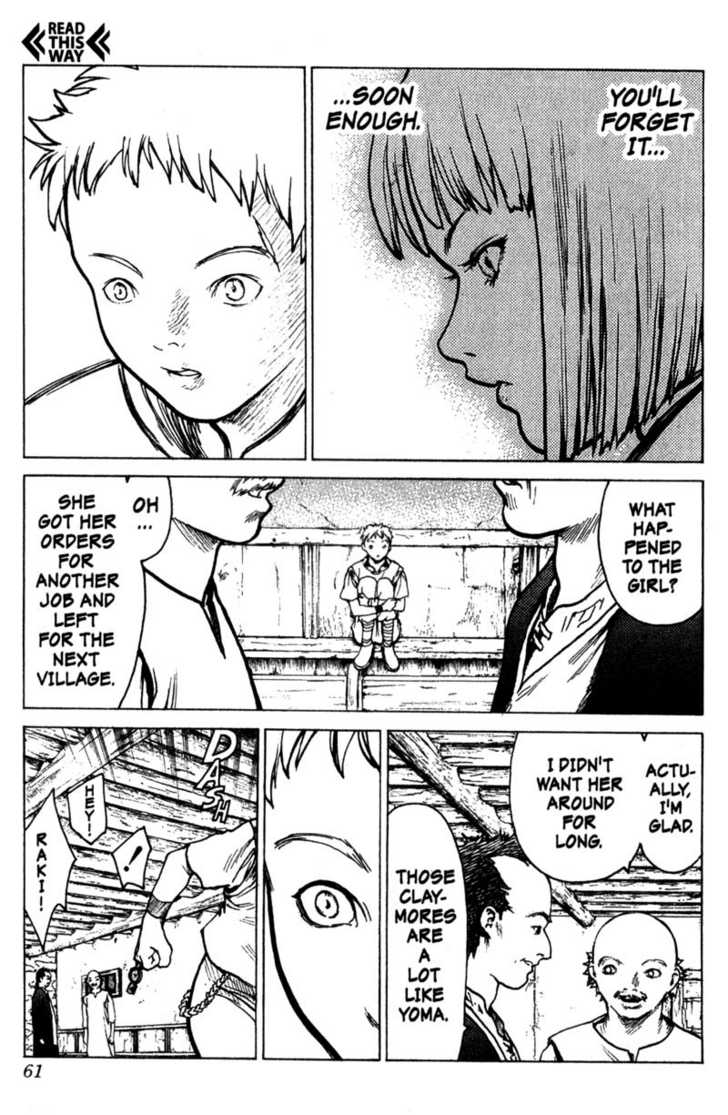 READ
THIS
WAY
YOU'LL
FORGET
IT...
...SOON
ENOUGH.
WHAT
HAP-
PENED
TO THE
GIRL?
OH
...
SHE
GOT HER
ORDERS
FOR
ANOTHER
JOB AND
LEFT
FOR THE
NEXT
VILLAGE.
ACTU-
ALLY,
I'M
GLAD.
I DIDN'T
WANT HER
AROUND
FOR
LONG.
THOSE
CLAY-
MORES
ARE
A
LOT
LIKE
YOMA.
DASH
!
HEY!
RAKI!!
61